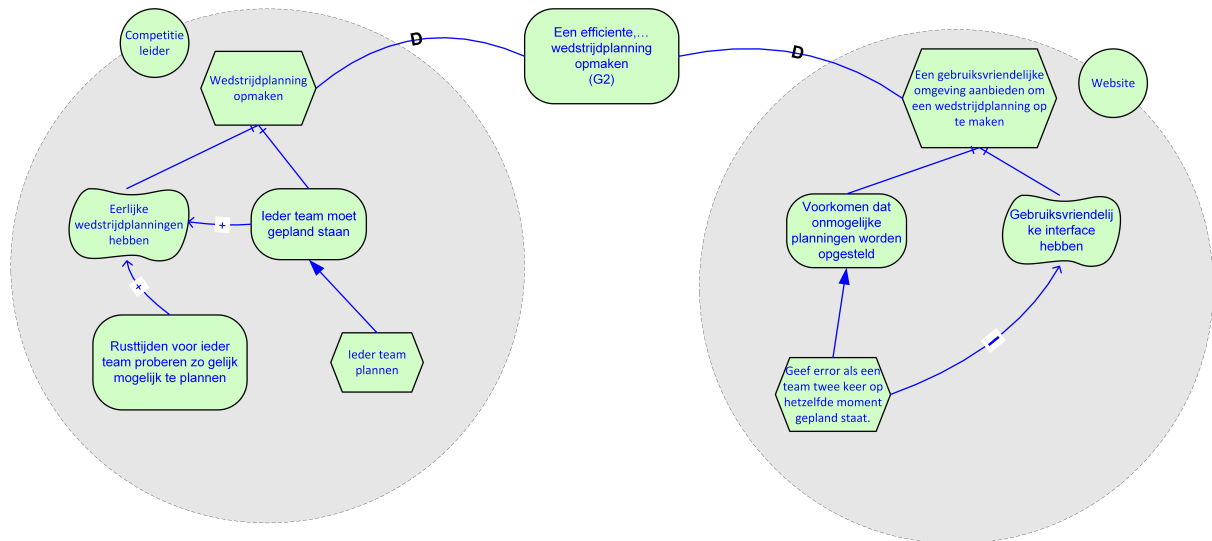 Competitie
leider
Wedstrijdplanning
opmaken
D
Een efficiente,...
wedstrijdplanning
opmaken
(G2)
D
Een gebruiksvriendelijke
omgeving aanbieden om
een wedstrijdplanning op
te maken
Website
Eerlijke
wedstrijdplanningen
hebben
+
Ieder team moet
gepland staan
+
Rusttijden voor ieder
team proberen zo gelijk
mogelijk te plannen
Ieder team
plannen
Voorkomen dat
onmogelijke
planningen worden
opgesteld
Gebruiksvriendelij
ke interface
hebben
Geef error als een
team twee keer op
hetzelfde moment
gepland staat.
–